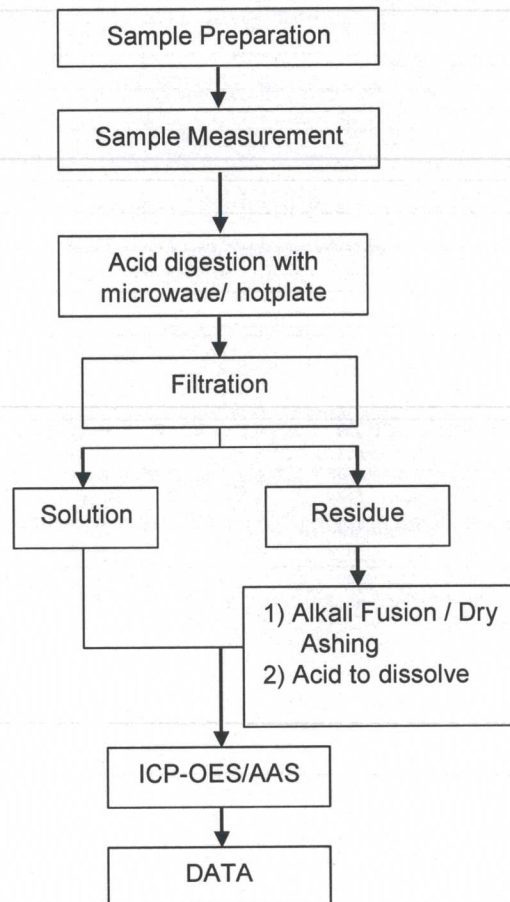 Sample Preparation
Sample Measurement
Acid digestion with
microwave/ hotplate
Filtration
Solution
Residue
1) Alkali Fusion / Dry
Ashing
2) Acid to dissolve
ICP-OES/AAS
DATA